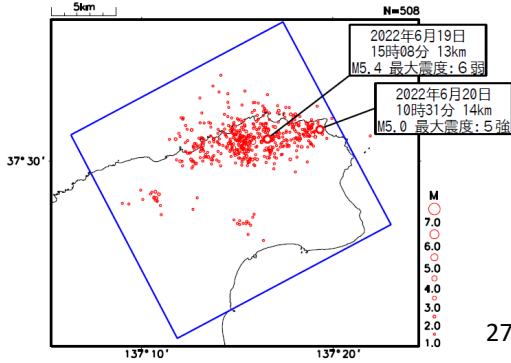 5km
N=508
2022年6月19日
15時08分 13km
M5.4 最大震度:6弱
2022年6月20日
10時31分 14km
M5.0 最大震度:5強
37°30'
M
7.0
6.0
5.0
4.0
3.0
2.0
1.0
27
137°10'
137°20'